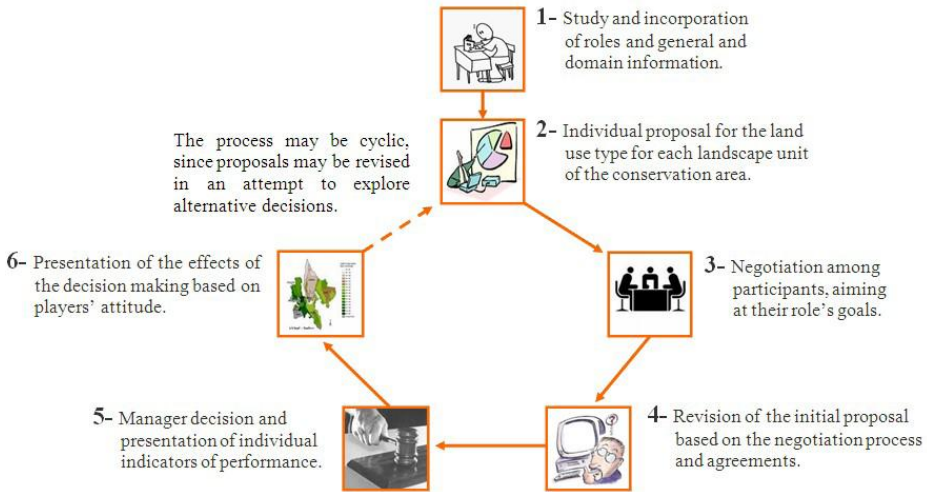 1- Study and incorporation
of roles and general and
domain information.
The process may be cyclic,
since proposals may be revised
in an attempt to explore
alternative decisions.
2- Individual proposal for the land
use type for each landscape unit
of the conservation area.
6- Presentation of the effects of
the decision making based on
players' attitude.
3- Negotiation among
participants, aiming
at their role's goals.
5- Manager decision and
presentation of individual
indicators of performance.
4- Revision of the initial proposal
based on the negotiation process
and agreements.
?